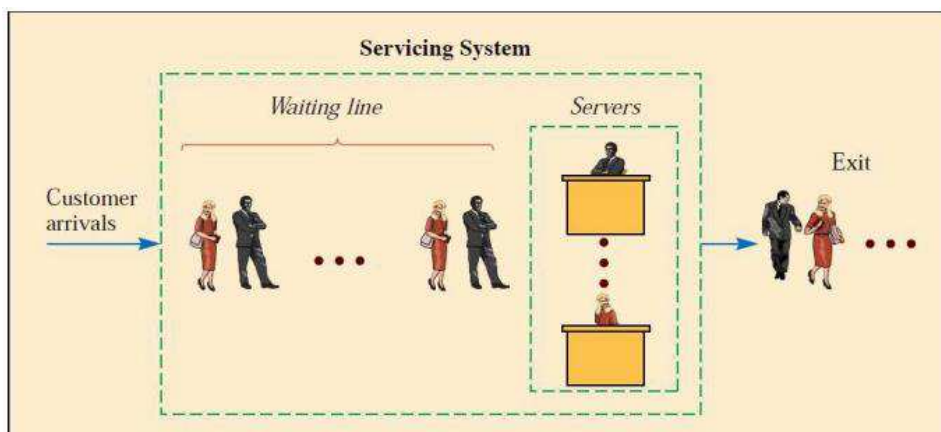 Servicing System
Waiting line
Servers
Exit
Customer
arrivals